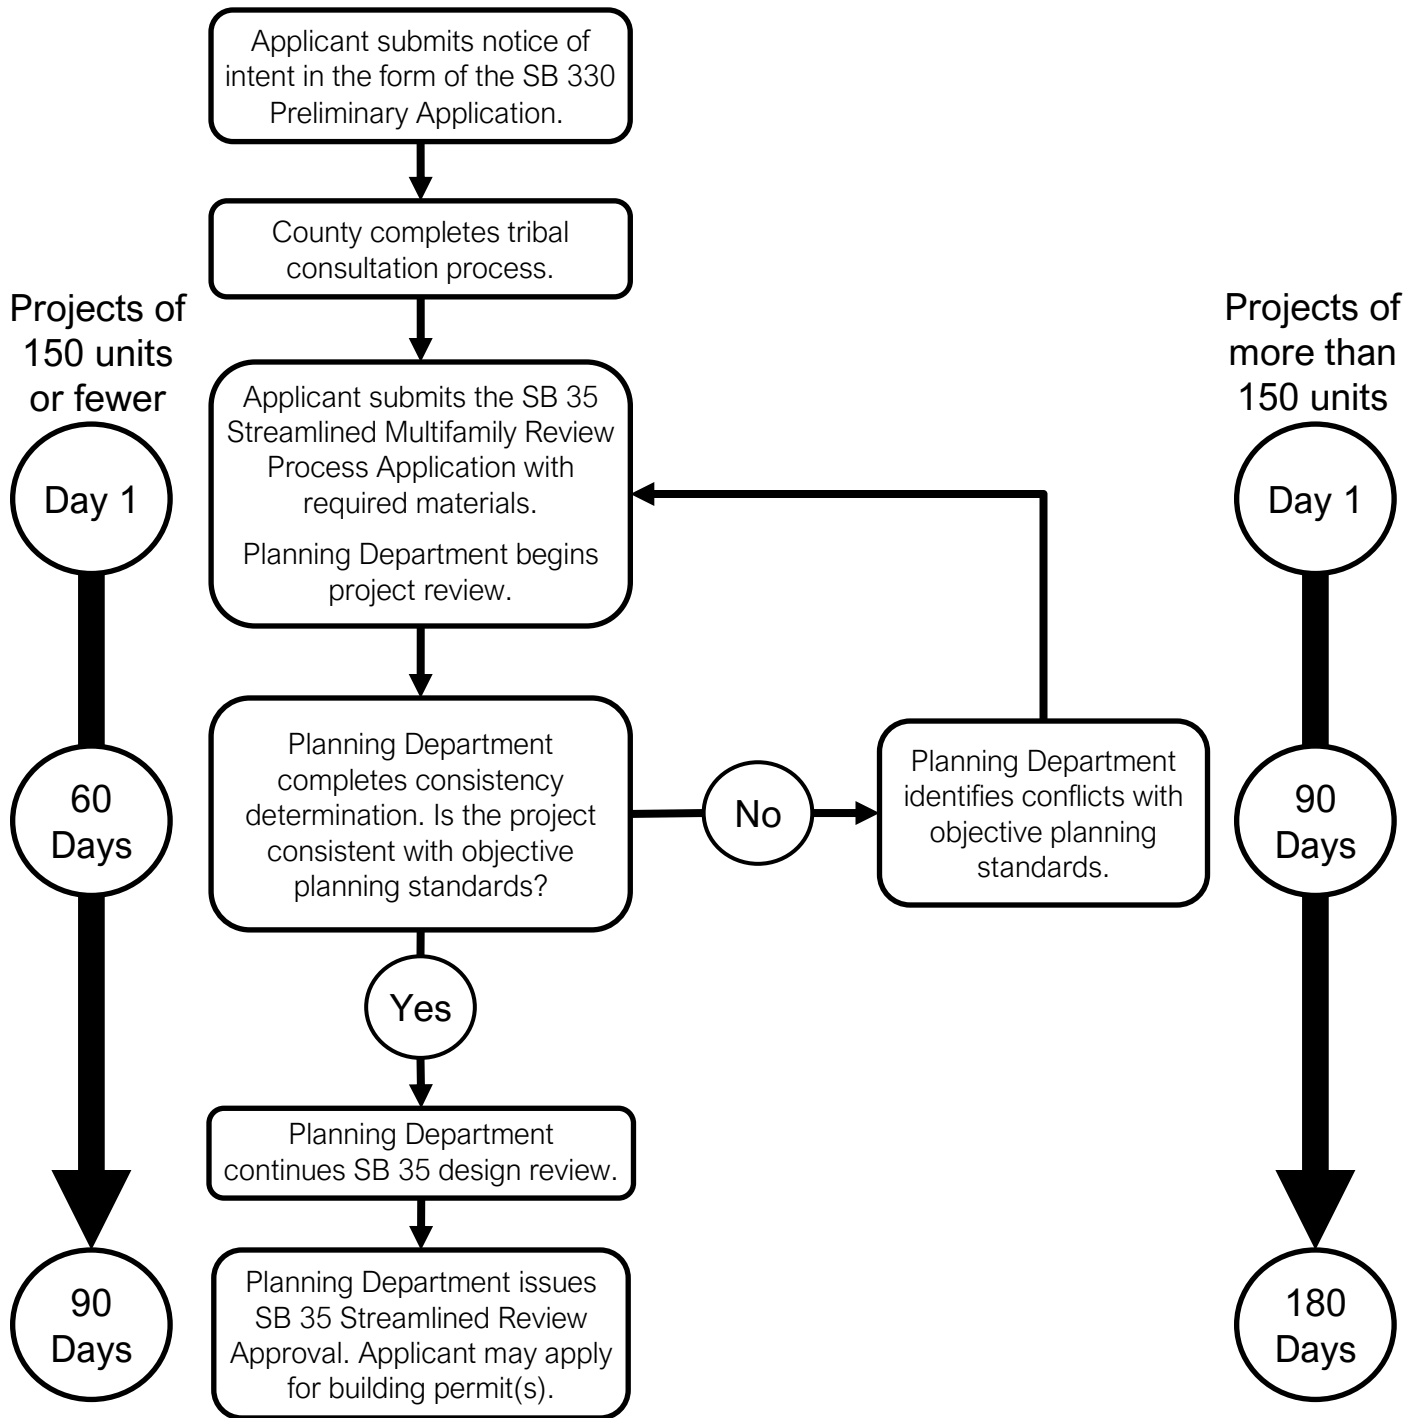 Applicant submits notice of
intent in the form of the SB 330
Preliminary Application.
County completes tribal
consultation process.
Projects of
150 units
or fewer
Projects of
more than
150 units
Applicant submits the SB 35
Streamlined Multifamily Review
Process Application with
required materials.
Planning Department begins
project review.
Day 1
Day 1
Planning Department
completes consistency
determination. Is the project
consistent with objective
planning standards?
No
Planning Department
identifies conflicts with
objective planning
standards.
60
Days
90
Days
Yes
Planning Department
continues SB 35 design review.
Planning Department issues
SB 35 Streamlined Review
Approval. Applicant may apply
for building permit(s).
90
Days
180
Days